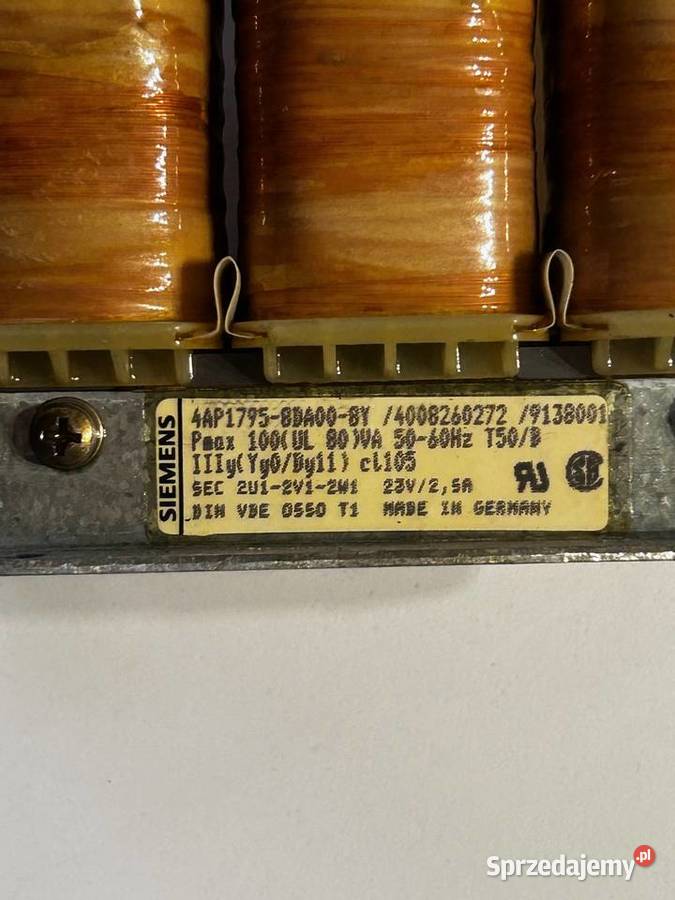 SIEMENS
4AP1795-8DA00-8Y /4008260272 /9138001
Pmax 100(UL 80)VA 50-60Hz T50/B
IIIy(Yy0/Dy11) cl105
SEC 2U1-2V1-2W1 23V/2,5A
DIN VDE 0550 T1 MADE IN GERMANY
Sprzedajemy.pl